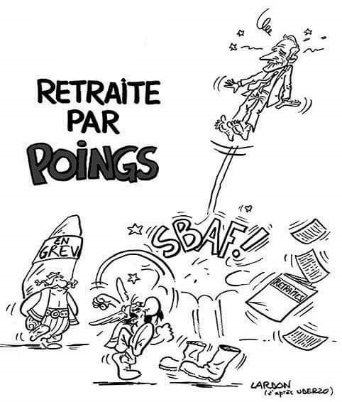 RETRAITE
PAR
POINGS
EN
GREV
SBAF!
RETRAITES
LARDON
(d'après UDERZO)